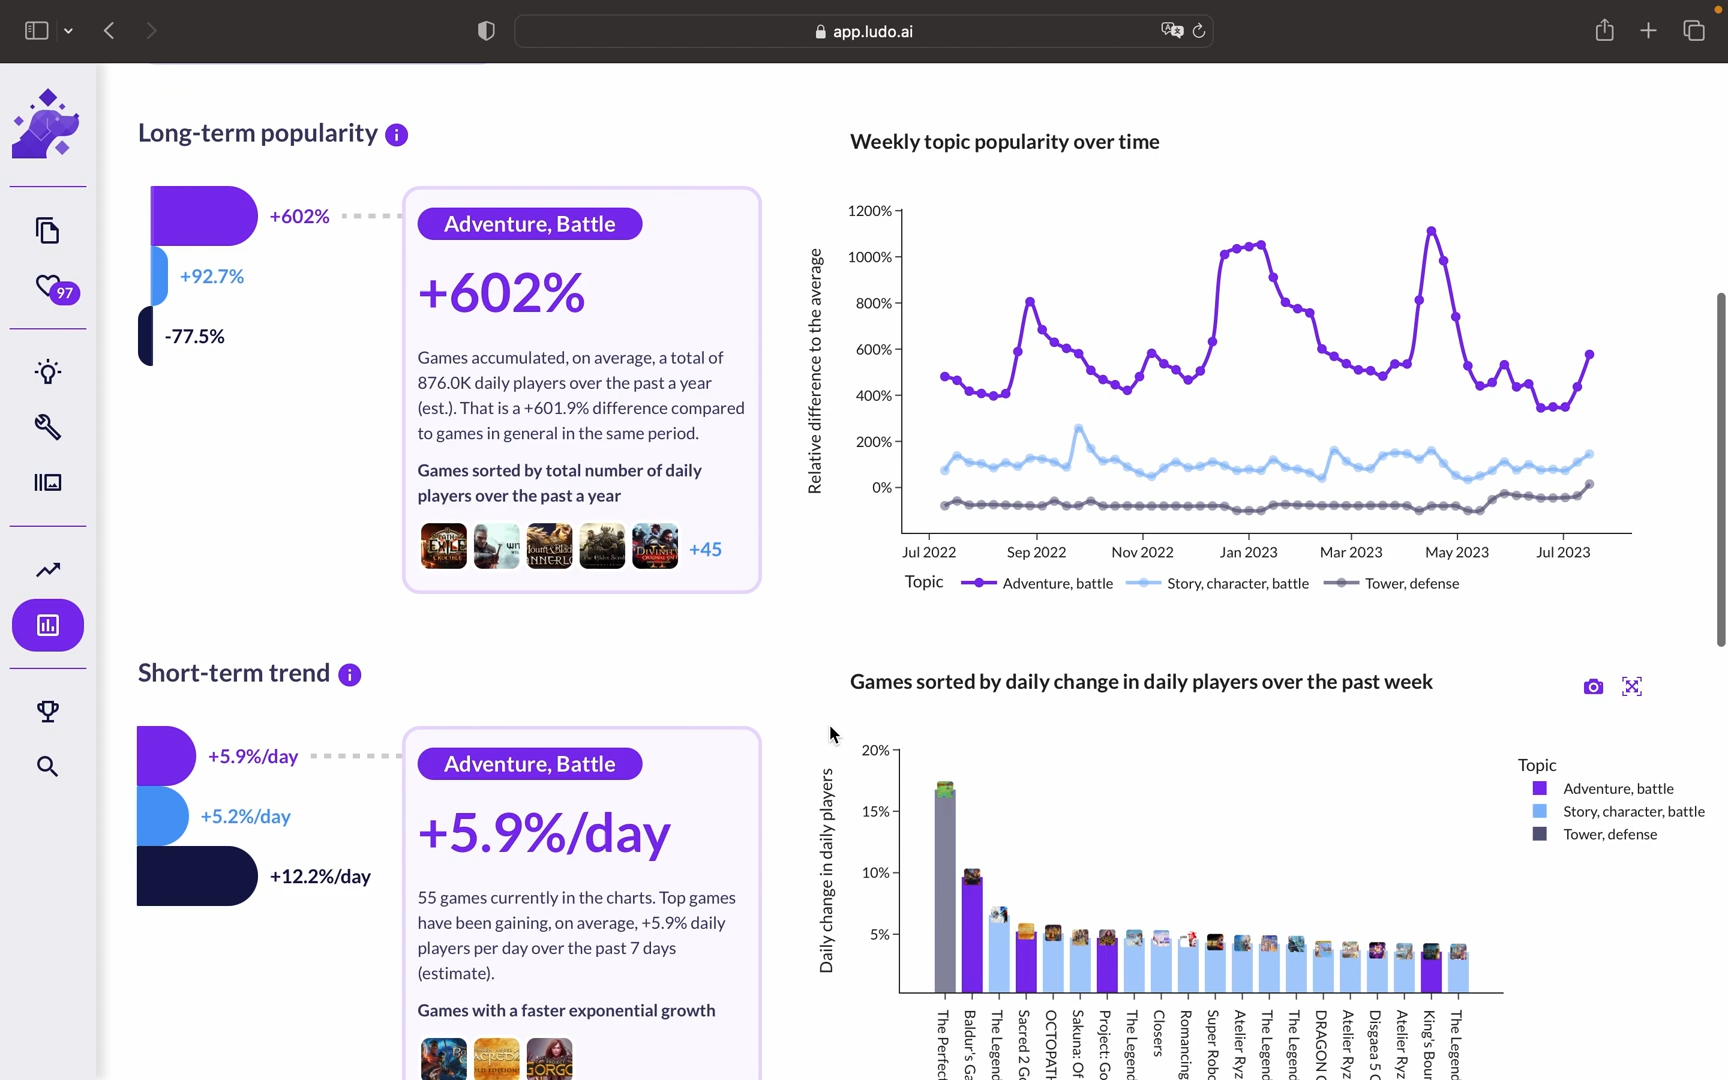 app.ludo.ai
97
Long-term popularity
+602%
+92.7%
-77.5%
Adventure, Battle
+602%
Games accumulated, on average, a total of
876.0K daily players over the past a year
(est.). That is a +601.9% difference compared
to games in general in the same period.
Games sorted by total number of daily
players over the past a year
+45
Weekly topic popularity over time
Relative difference to the average
1200%
1000%
800%
600%
400%
200%
0%
Jul 2022
Sep 2022
Nov 2022
Jan 2023
Mar 2023
May 2023
Jul 2023
Topic
Adventure, battle
Story, character, battle
Tower, defense
Short-term trend
+5.9%/day
+5.2%/day
+12.2%/day
Adventure, Battle
+5.9%/day
55 games currently in the charts. Top games
have been gaining, on average, +5.9% daily
players per day over the past 7 days
(estimate).
Games with a faster exponential growth
Games sorted by daily change in daily players over the past week
Daily change in daily players
20%
15%
10%
5%
Topic
Adventure, battle
Story, character, battle
Tower, defense
The Perfec
Baldur's Ga
The Legend
Sacred 2 Go
OCTOPATH
Sakuna: Of
Project: Go
The Legend
Closers
Romancing
Super Robo
Atelier Ryz
The Legend
The Legend
DRAGON
Atelier Ryz
Disgaea 5 C
Atelier Ryz
King's Boun
The Legend